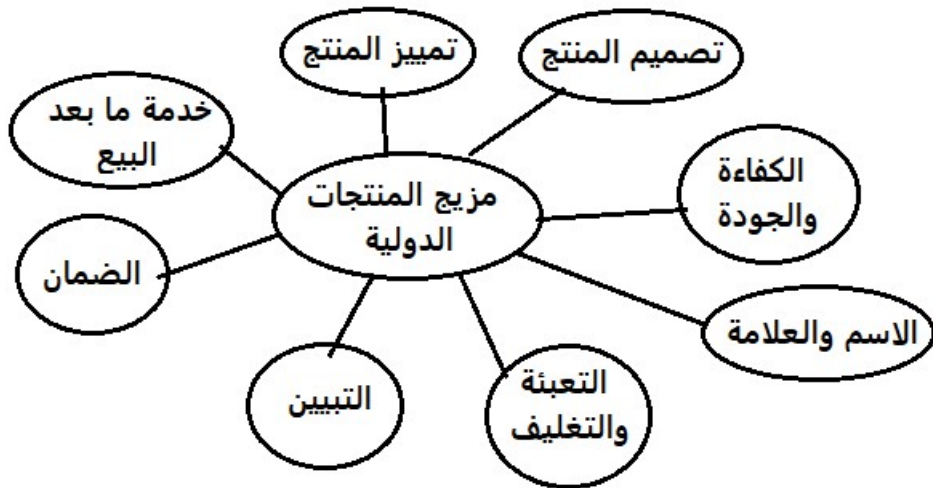 تصميم المنتج
تمييز المنتج
خدمة ما بعد
البيع
الكفاءة
والجودة
مزيج المنتجات
الدولية
الضمان
الاسم والعلامة
التعبئة
والتغليف
التبيين